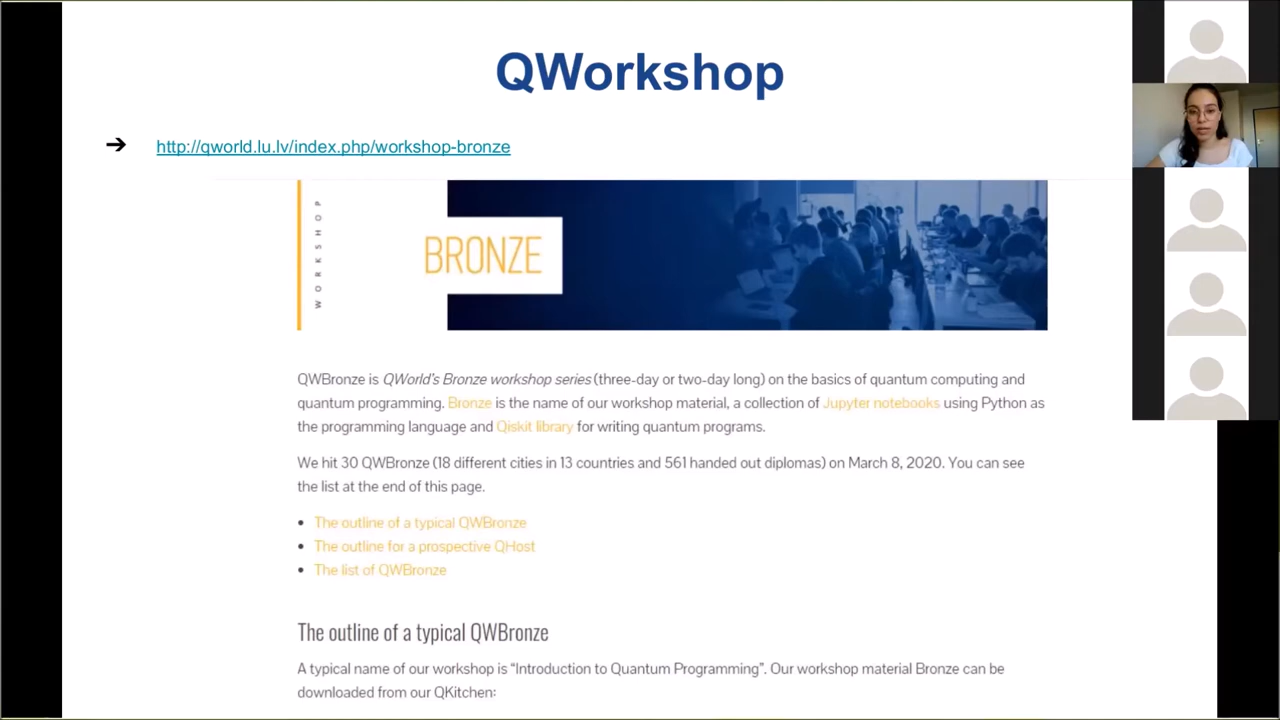 QWorkshop
➔ http://qworld.lu.lv/index.php/workshop-bronze
WORKSHOP
BRONZE
QWBronze is QWorld's Bronze workshop series (three-day or two-day long) on the basics of quantum computing and
quantum programming. Bronze is the name of our workshop material, a collection of Jupyter notebooks using Python as
the programming language and Qiskit library for writing quantum programs.
We hit 30 QWBronze (18 different cities in 13 countries and 561 handed out diplomas) on March 8, 2020. You can see
the list at the end of this page.
• The outline of a typical QWBronze
• The outline for a prospective QHost
• The list of QWBronze
The outline of a typical QWBronze
A typical name of our workshop is “Introduction to Quantum Programming”. Our workshop material Bronze can be
downloaded from our QKitchen: